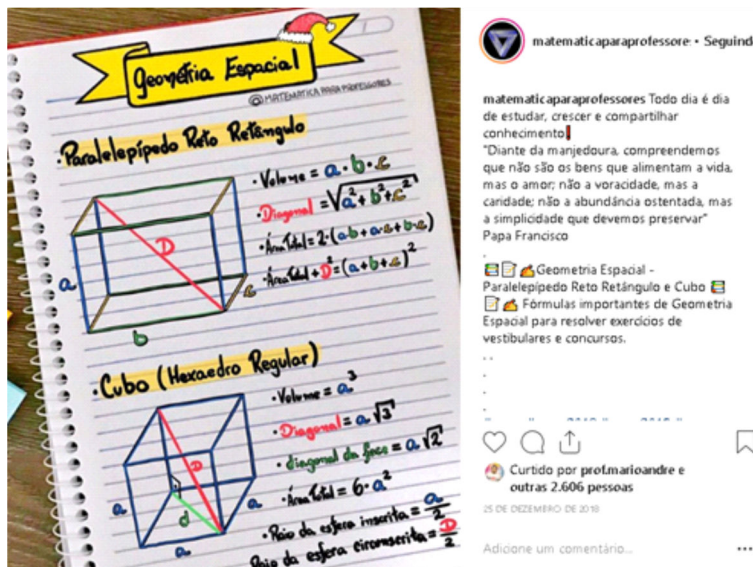 Geometria Espacial
@MATEMATICAPARAPROFESSORES
• Paralelepípedo Reto Retângulo
• Volume = a · b · c
• Diagonal = √a² + b² + c²
• Área Total = 2·(a·b + a·c + b·c)
• Área Total + D² = (a + b + c)²
D
a
b
c
• Cubo (Hexaedro Regular)
• Volume = a³
• Diagonal = a√3
• diagonal da face = a√2
• Área Total = 6·a²
• Raio da esfera inscrita = a/2
Raio da esfera circunscrita = D/2
D
d
a
a
a
matematicaparaprofessore • Seguind
matematicaparaprofessores Todo dia é dia
de estudar, crescer e compartilhar
conhecimento❗
"Diante da manjedoura, compreendemos
que não são os bens que alimentam a vida,
mas o amor; não a voracidade, mas a
caridade; não a abundância ostentada, mas
a simplicidade que devemos preservar"
Papa Francisco
.
📚📝✍Geometria Espacial -
Paralelepípedo Reto Retângulo e Cubo 📚
📝✍ Fórmulas importantes de Geometria
Espacial para resolver exercícios de
vestibulares e concursos.
. .
.
.
.
Curtido por prof.marioandre e
outras 2.606 pessoas
25 DE DEZEMBRO DE 2018
Adicione um comentário...